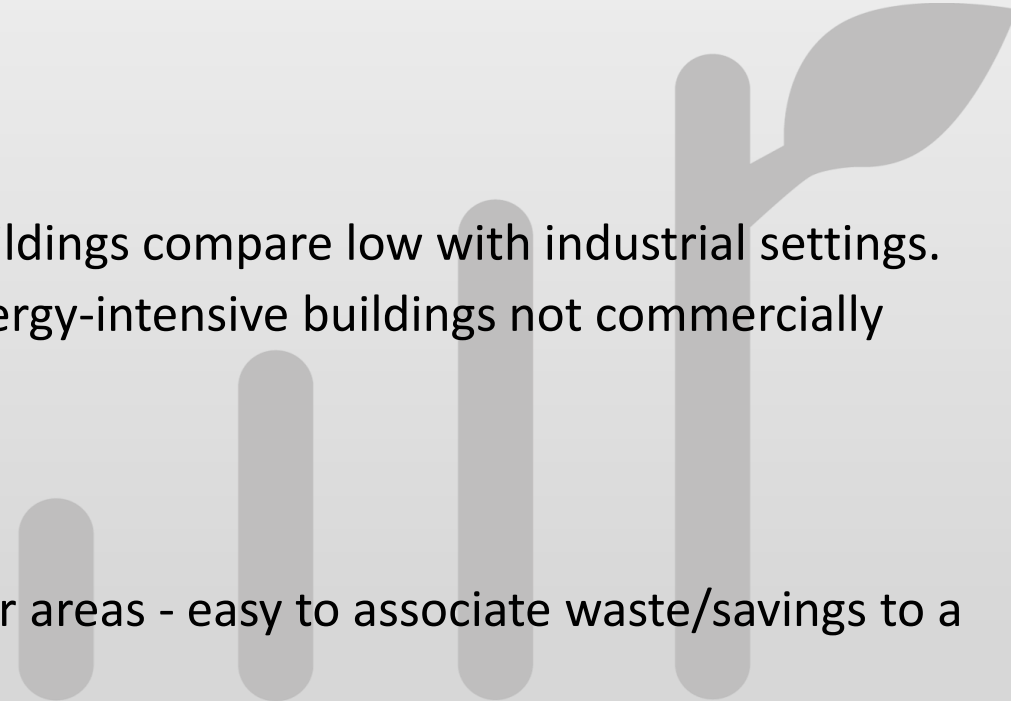 ldings compare low with industrial settings.
ergy-intensive buildings not commercially
r areas - easy to associate waste/savings to a